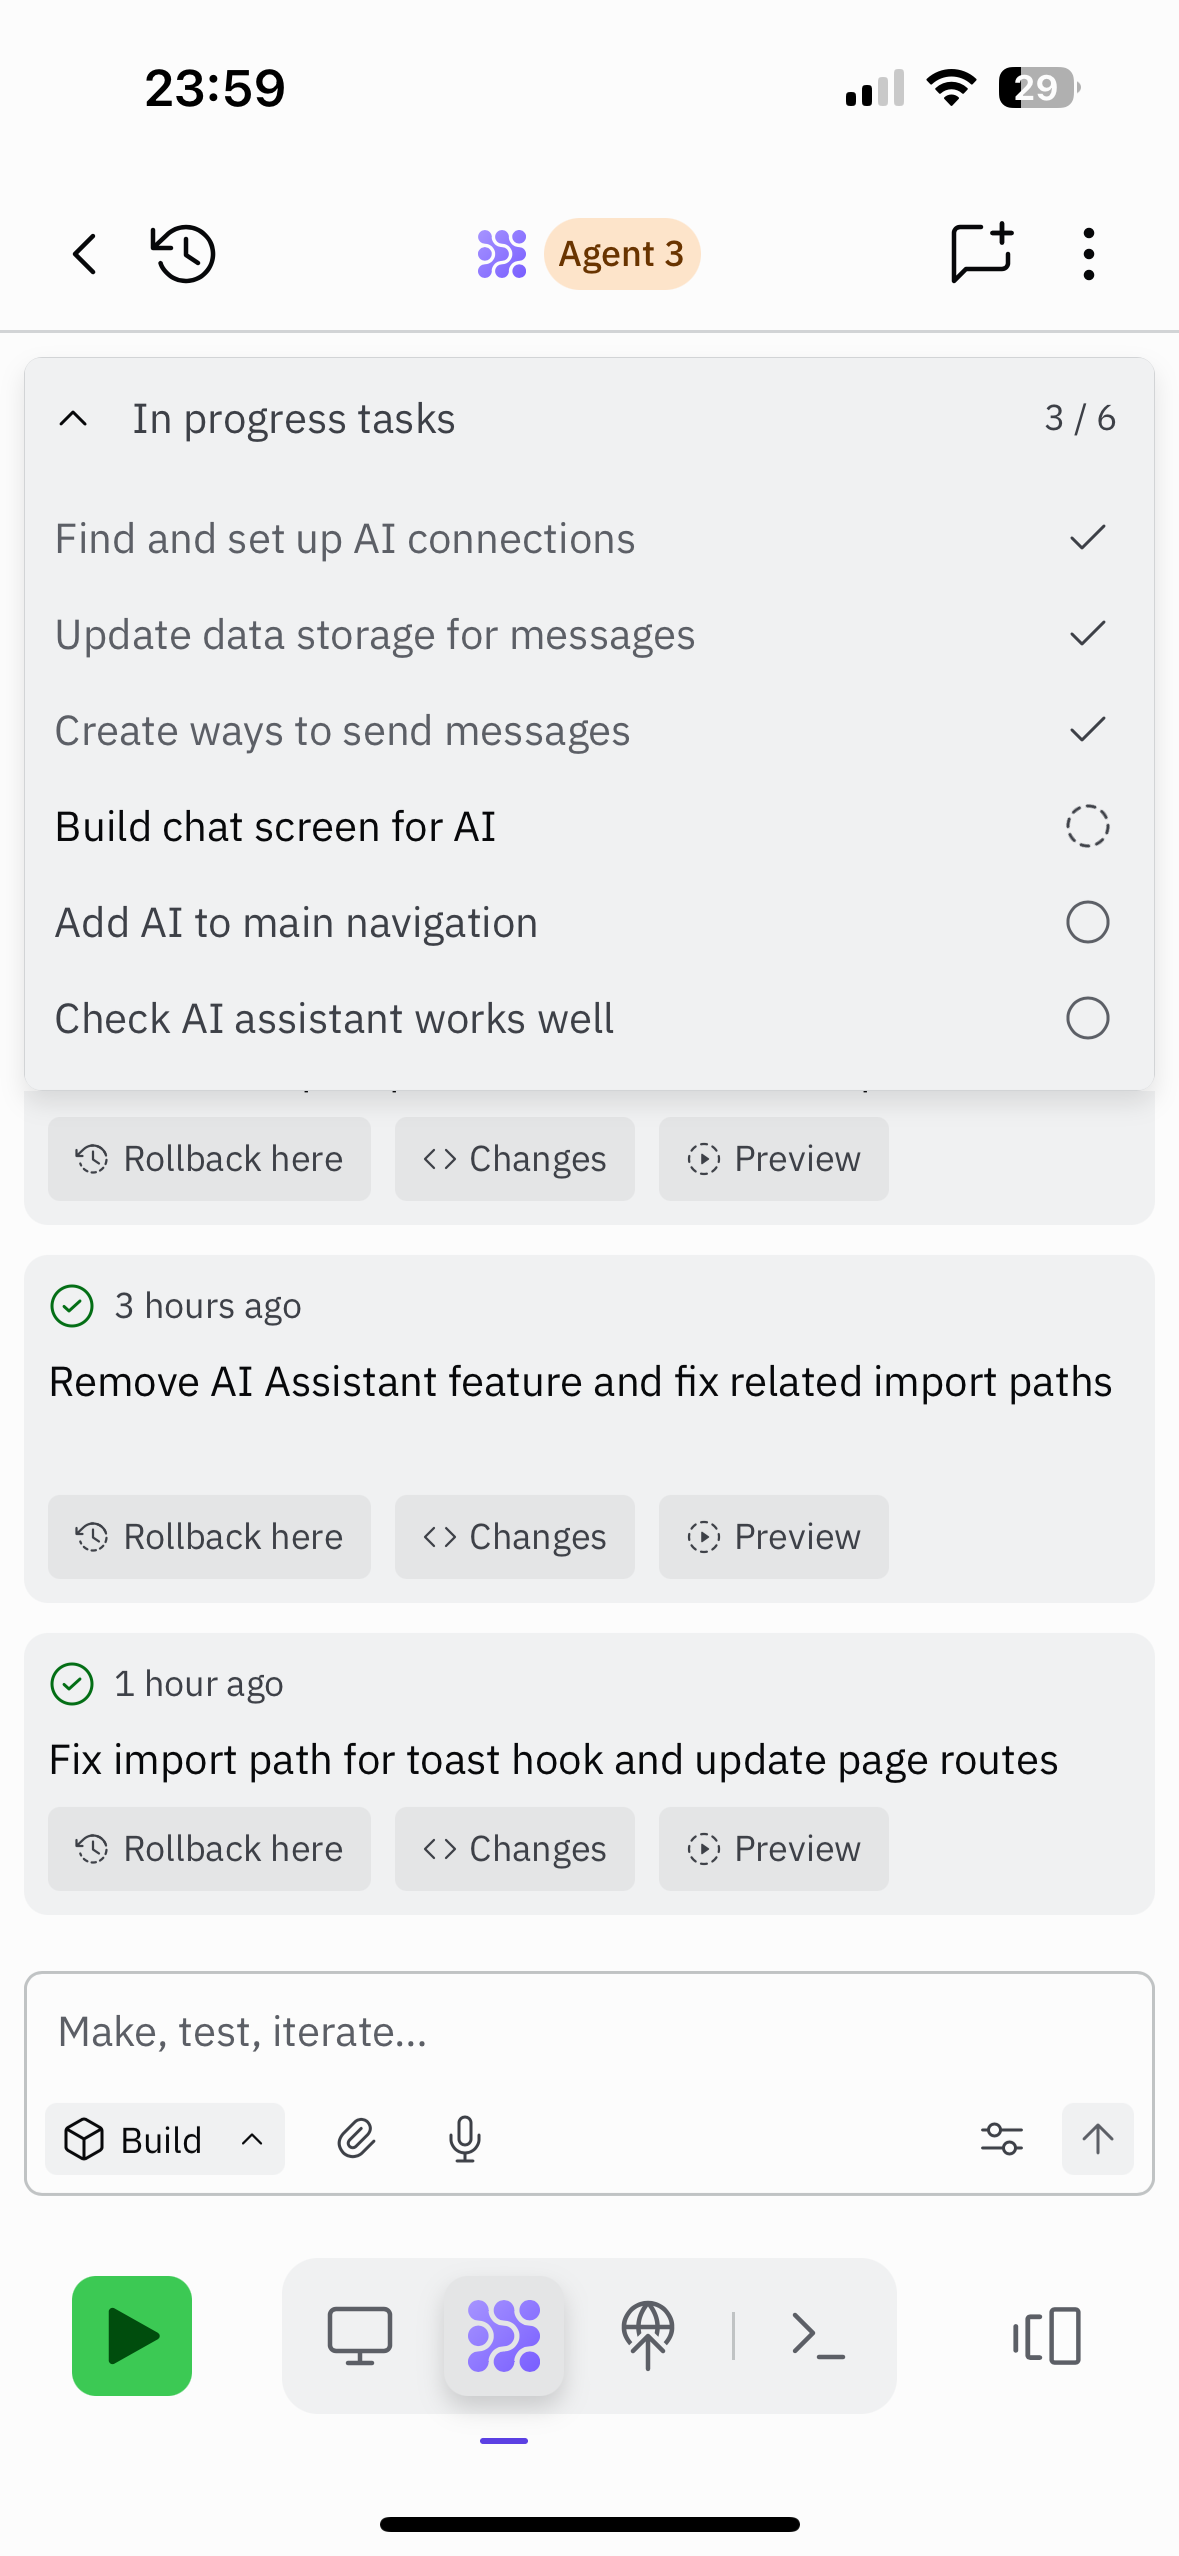 23:59
29
Agent 3
In progress tasks
3 / 6
Find and set up AI connections
Update data storage for messages
Create ways to send messages
Build chat screen for AI
Add AI to main navigation
Check AI assistant works well
Rollback here
Changes
Preview
3 hours ago
Remove AI Assistant feature and fix related import paths
Rollback here
Changes
Preview
1 hour ago
Fix import path for toast hook and update page routes
Rollback here
Changes
Preview
Make, test, iterate...
Build